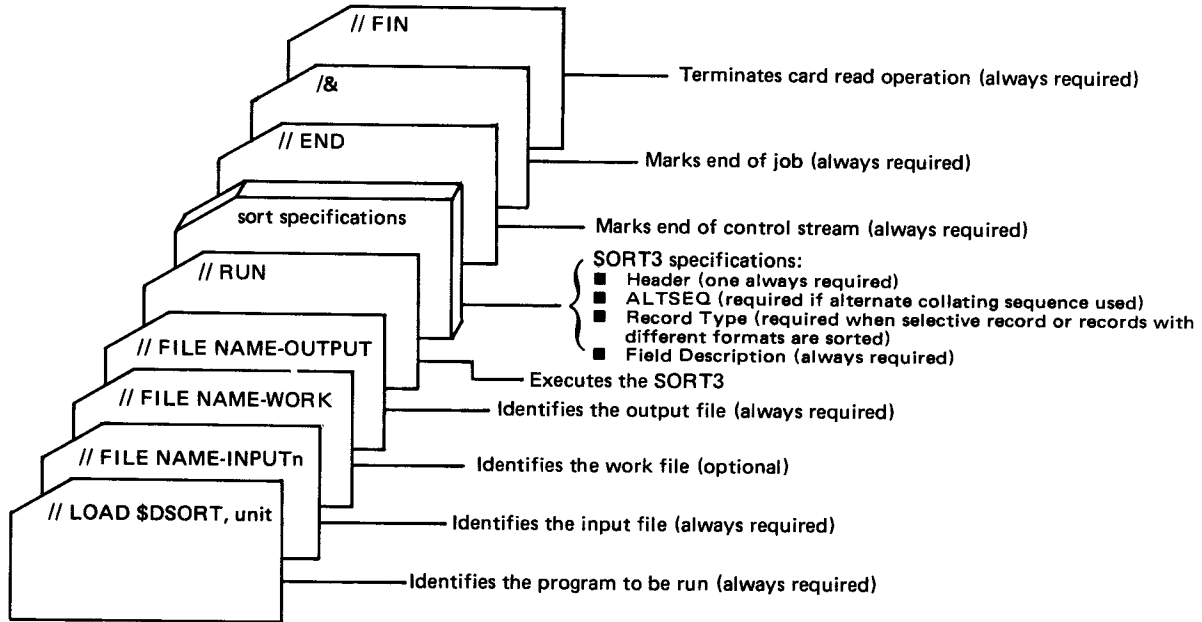 // FIN
Terminates card read operation (always required)
/&
// END
Marks end of job (always required)
sort specifications
Marks end of control stream (always required)
// RUN
SORT3 specifications:
■ Header (one always required)
■ ALTSEQ (required if alternate collating sequence used)
■ Record Type (required when selective record or records with
different formats are sorted)
■ Field Description (always required)
// FILE NAME-OUTPUT
Executes the SORT3
// FILE NAME-WORK
Identifies the output file (always required)
// FILE NAME-INPUTn
Identifies the work file (optional)
// LOAD $DSORT, unit
Identifies the input file (always required)
Identifies the program to be run (always required)